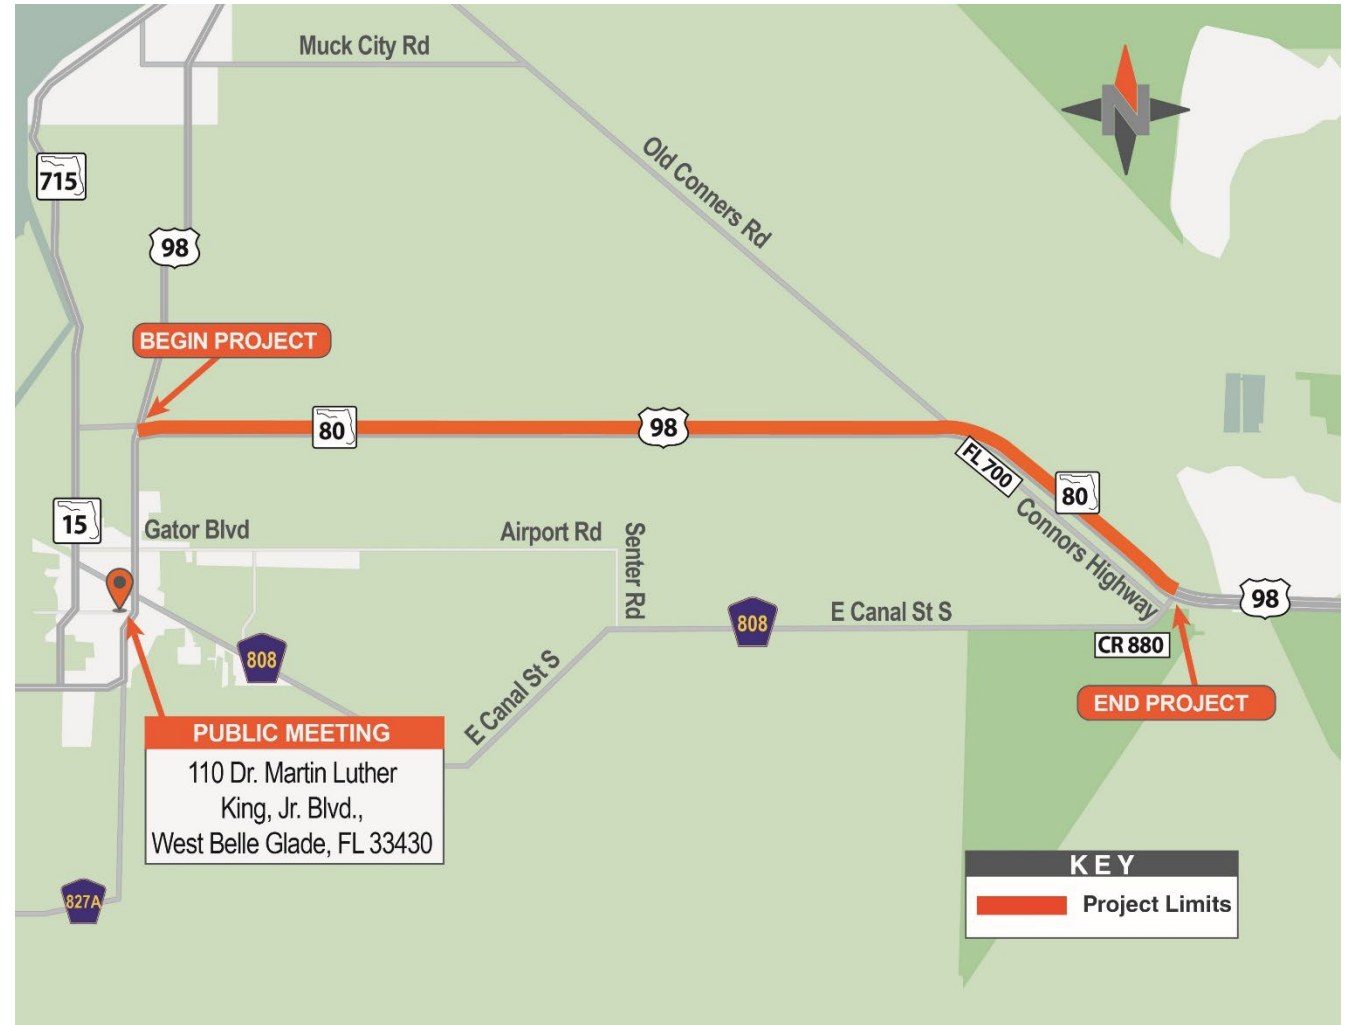 Muck City Rd
N
Old Conners Rd
715
98
BEGIN PROJECT
80
98
FL 700
80
Connors Highway
15
Gator Blvd
Airport Rd
Senter Rd
98
808
E Canal St S
808
CR 880
E Canal St S
END PROJECT
PUBLIC MEETING
110 Dr. Martin Luther
King, Jr. Blvd.,
West Belle Glade, FL 33430
827A
KEY
Project Limits